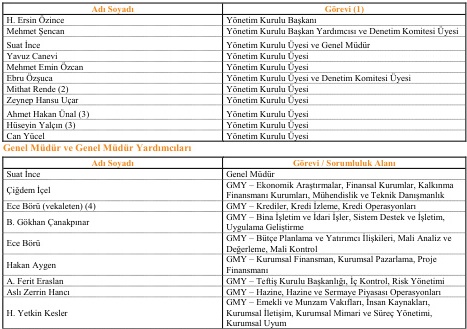 Adı Soyadı Görevi (1)
H. Ersin Özince Yönetim Kurulu Başkanı
Mehmet Şencan Yönetim Kurulu Başkan Yardımcısı ve Denetim Komitesi Üyesi
Suat İnce Yönetim Kurulu Üyesi ve Genel Müdür
Yavuz Canevi Yönetim Kurulu Üyesi
Mehmet Emin Özcan Yönetim Kurulu Üyesi
Ebru Özşuca Yönetim Kurulu Üyesi ve Denetim Komitesi Üyesi
Mithat Rende (2) Yönetim Kurulu Üyesi
Zeynep Hansu Uçar Yönetim Kurulu Üyesi
Ahmet Hakan Ünal (3) Yönetim Kurulu Üyesi
Hüseyin Yalçın (3) Yönetim Kurulu Üyesi
Can Yücel Yönetim Kurulu Üyesi
Genel Müdür ve Genel Müdür Yardımcıları
Adı Soyadı Görevi / Sorumluluk Alanı
Suat İnce Genel Müdür
Çiğdem İçel GMY – Ekonomik Araştırmalar, Finansal Kurumlar, Kalkınma
Finansmanı Kurumları, Mühendislik ve Teknik Danışmanlık
Ece Börü (vekaleten) (4) GMY – Krediler, Kredi İzleme, Kredi Operasyonları
B. Gökhan Çanakpınar GMY – Bina İşletim ve İdari İşler, Sistem Destek ve İşletim,
Uygulama Geliştirme
Ece Börü GMY – Bütçe Planlama ve Yatırımcı İlişkileri, Mali Analiz ve
Değerleme, Mali Kontrol
Hakan Aygen GMY – Kurumsal Finansman, Kurumsal Pazarlama, Proje
Finansmanı
A. Ferit Eraslan GMY – Teftiş Kurulu Başkanlığı, İç Kontrol, Risk Yönetimi
Aslı Zerrin Hancı GMY – Hazine, Hazine ve Sermaye Piyasası Operasyonları
H. Yetkin Kesler GMY – Emekli ve Munzam Vakıfları, İnsan Kaynakları,
Kurumsal İletişim, Kurumsal Mimari ve Süreç Yönetimi,
Kurumsal Uyum